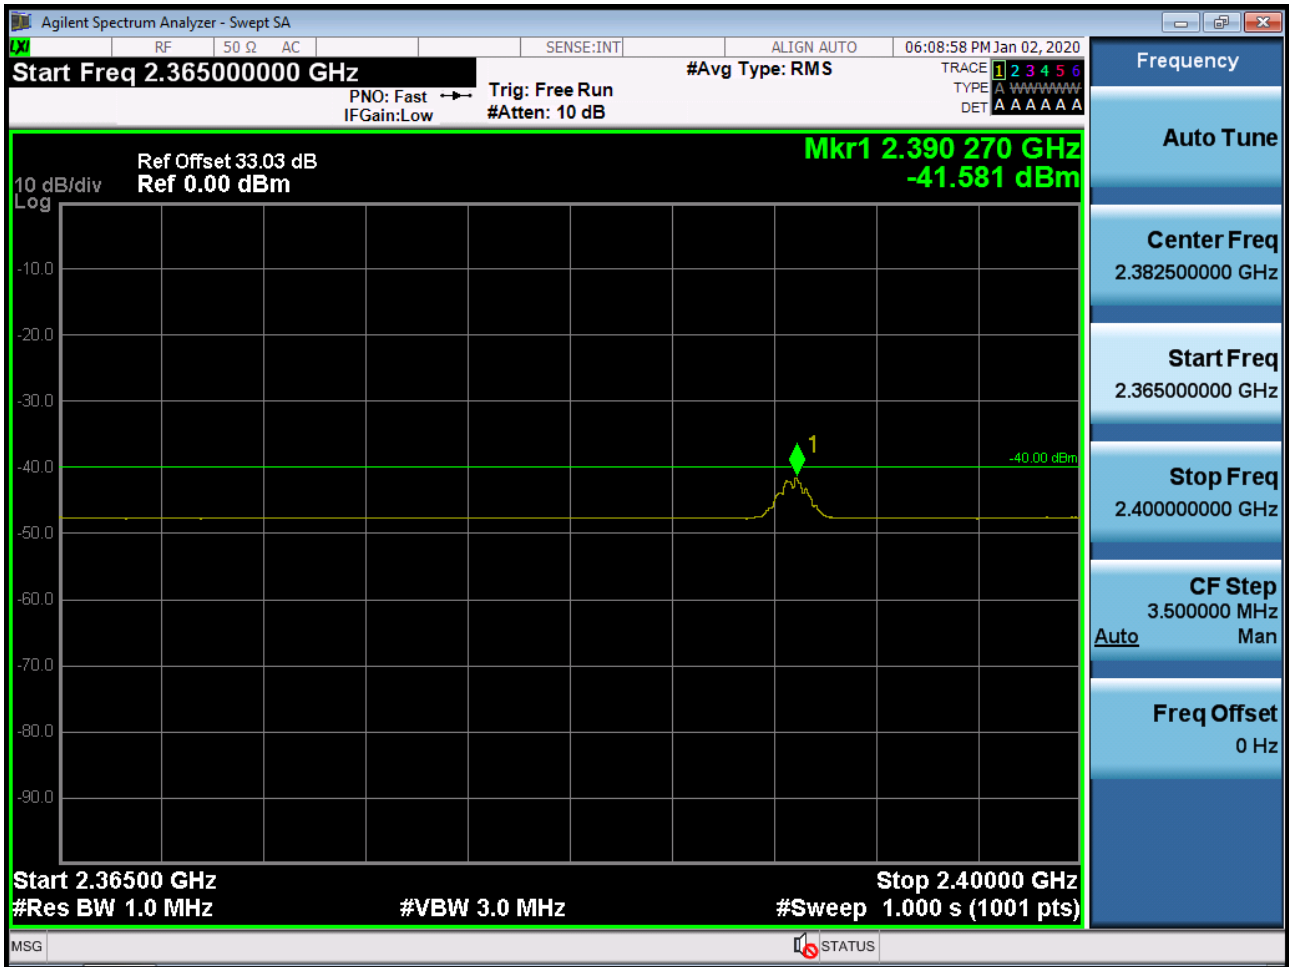 Agilent Spectrum Analyzer - Swept SA
LXI RF 50 Ω AC SENSE:INT ALIGN AUTO 06:08:58 PM Jan 02, 2020
Start Freq 2.365000000 GHz
PNO: Fast
IFGain:Low
Trig: Free Run
#Atten: 10 dB
#Avg Type: RMS
TRACE 1 2 3 4 5 6
TYPE A WWWWW
DET A A A A A A
Mkr1 2.390 270 GHz
-41.581 dBm
Ref Offset 33.03 dB
10 dB/div Ref 0.00 dBm
Log
-10.0
-20.0
-30.0
1
-40.0
-40.00 dBm
-50.0
-60.0
-70.0
-80.0
-90.0
Start 2.36500 GHz Stop 2.40000 GHz
#Res BW 1.0 MHz #VBW 3.0 MHz #Sweep 1.000 s (1001 pts)
MSG STATUS
Frequency
Auto Tune
Center Freq
2.382500000 GHz
Start Freq
2.365000000 GHz
Stop Freq
2.400000000 GHz
CF Step
3.500000 MHz
Auto Man
Freq Offset
0 Hz